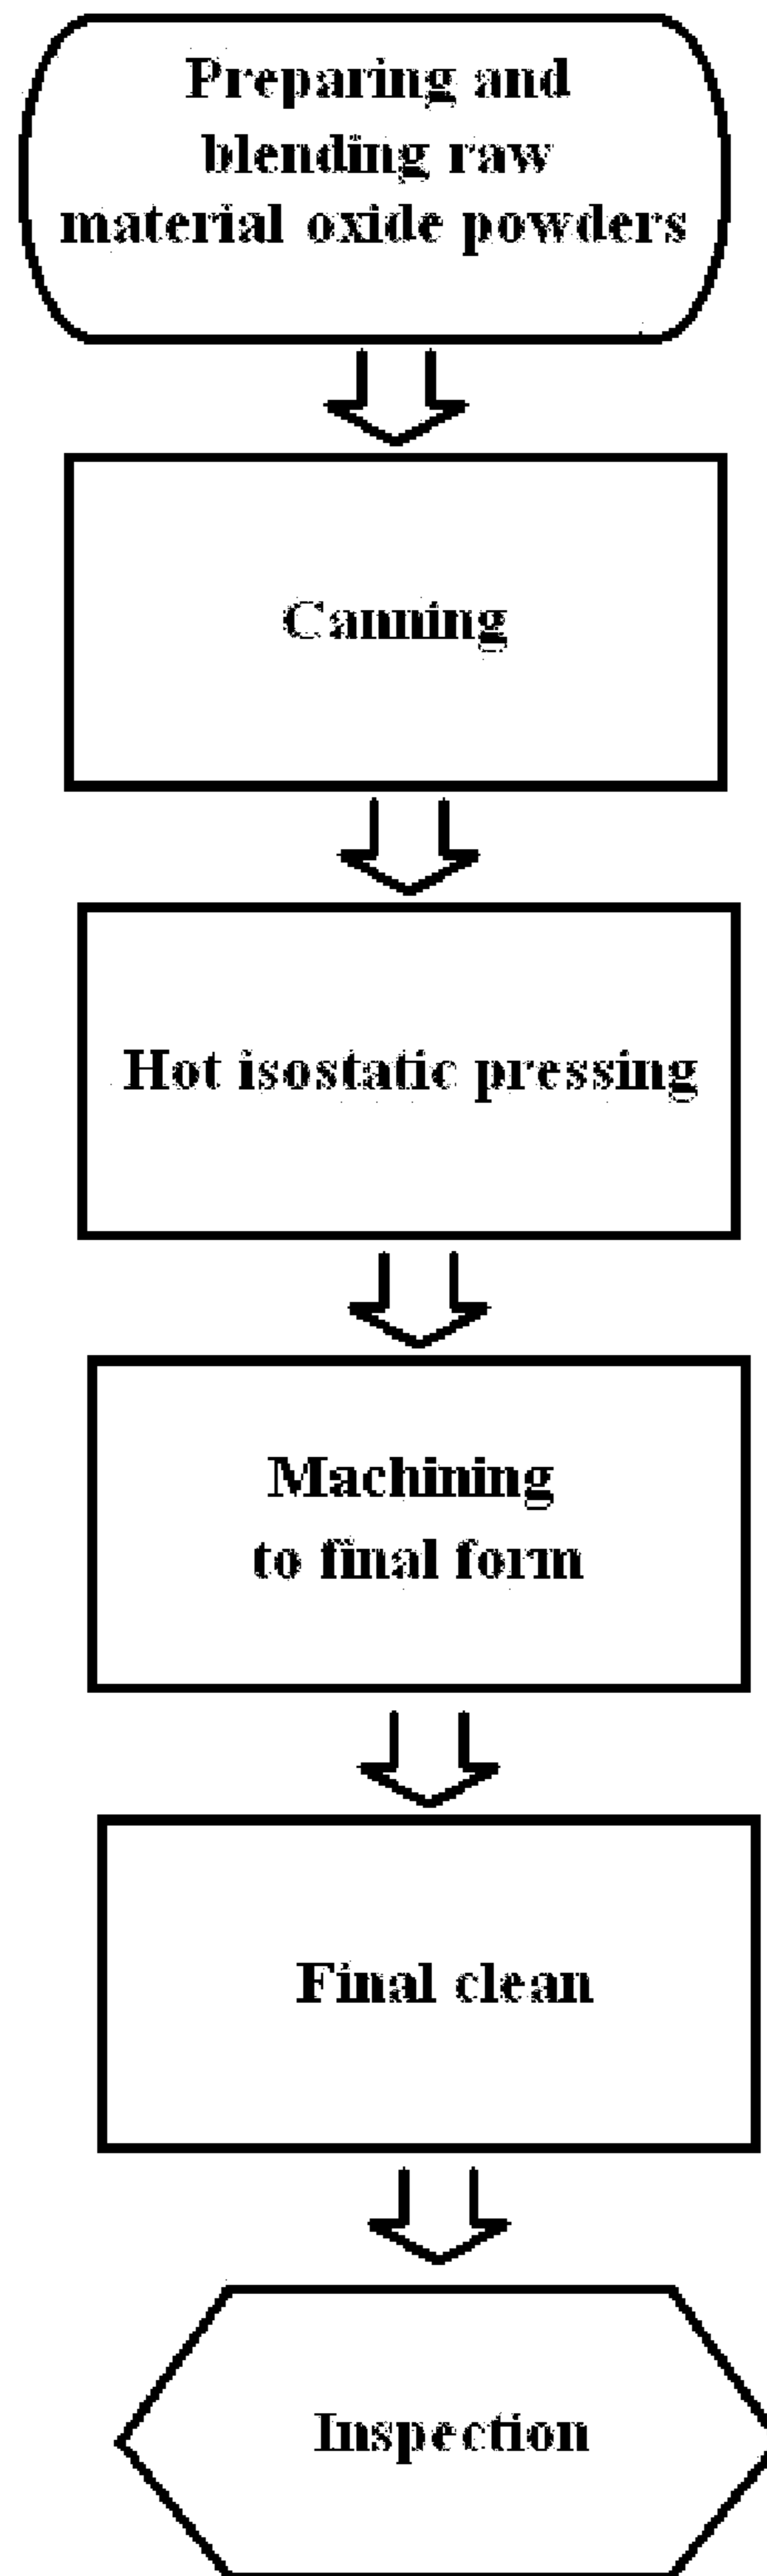 Preparing and
blending raw
material oxide powders
Canning
Hot isostatic pressing
Machining
to final form
Final clean
Inspection